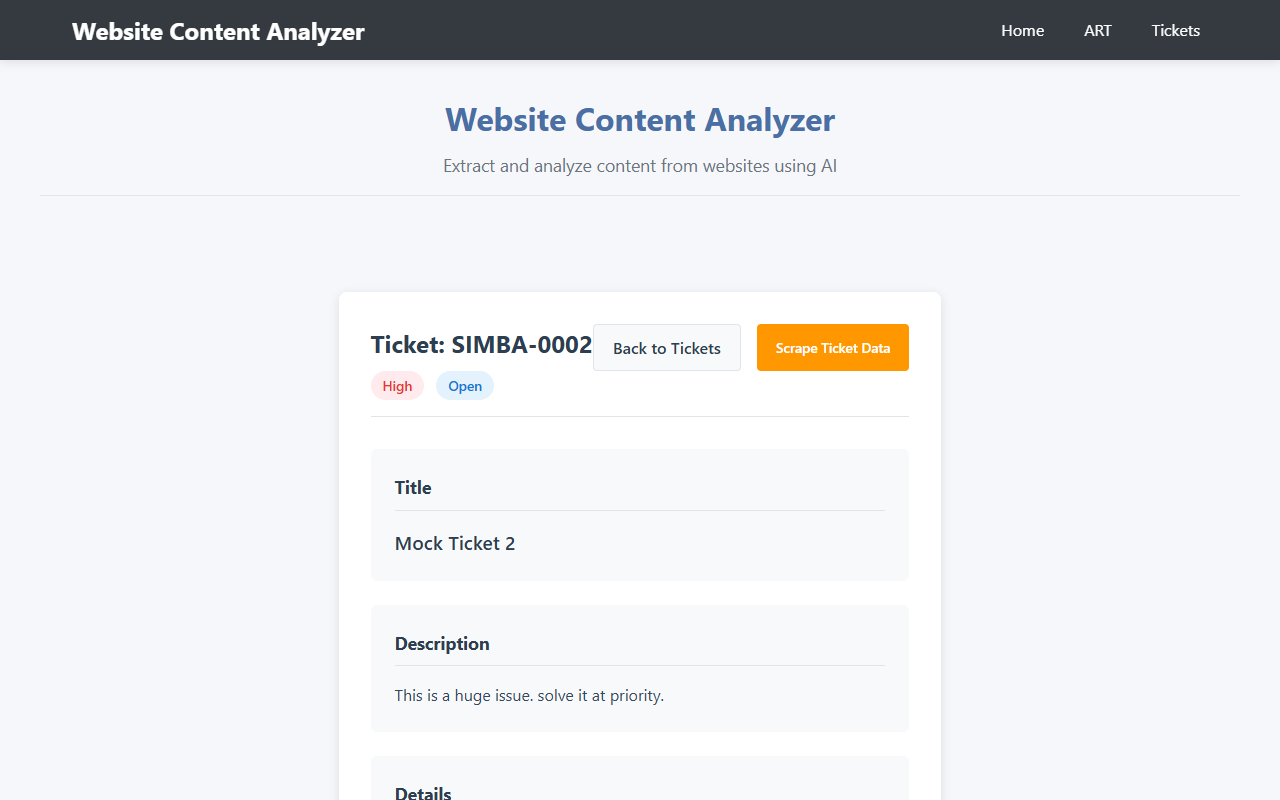 Website Content Analyzer
Home
ART
Tickets
Website Content Analyzer
Extract and analyze content from websites using AI
Ticket: SIMBA-0002
Back to Tickets
Scrape Ticket Data
High
Open
Title
Mock Ticket 2
Description
This is a huge issue. solve it at priority.
Details